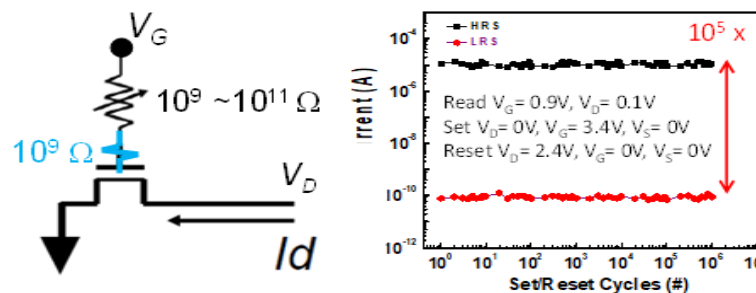 V_G
10^9 ~10^11 Ω
10^9 Ω
V_D
Id
HRS
LRS
10^5 x
10^-4
10^-6
10^-8
10^-10
10^-12
rrent (A)
Read V_G= 0.9V, V_D= 0.1V
Set V_D= 0V, V_G= 3.4V, V_S= 0V
Reset V_D= 2.4V, V_G= 0V, V_S= 0V
10^0 10^1 10^2 10^3 10^4 10^5 10^6 10^7
Set/Reset Cycles (#)